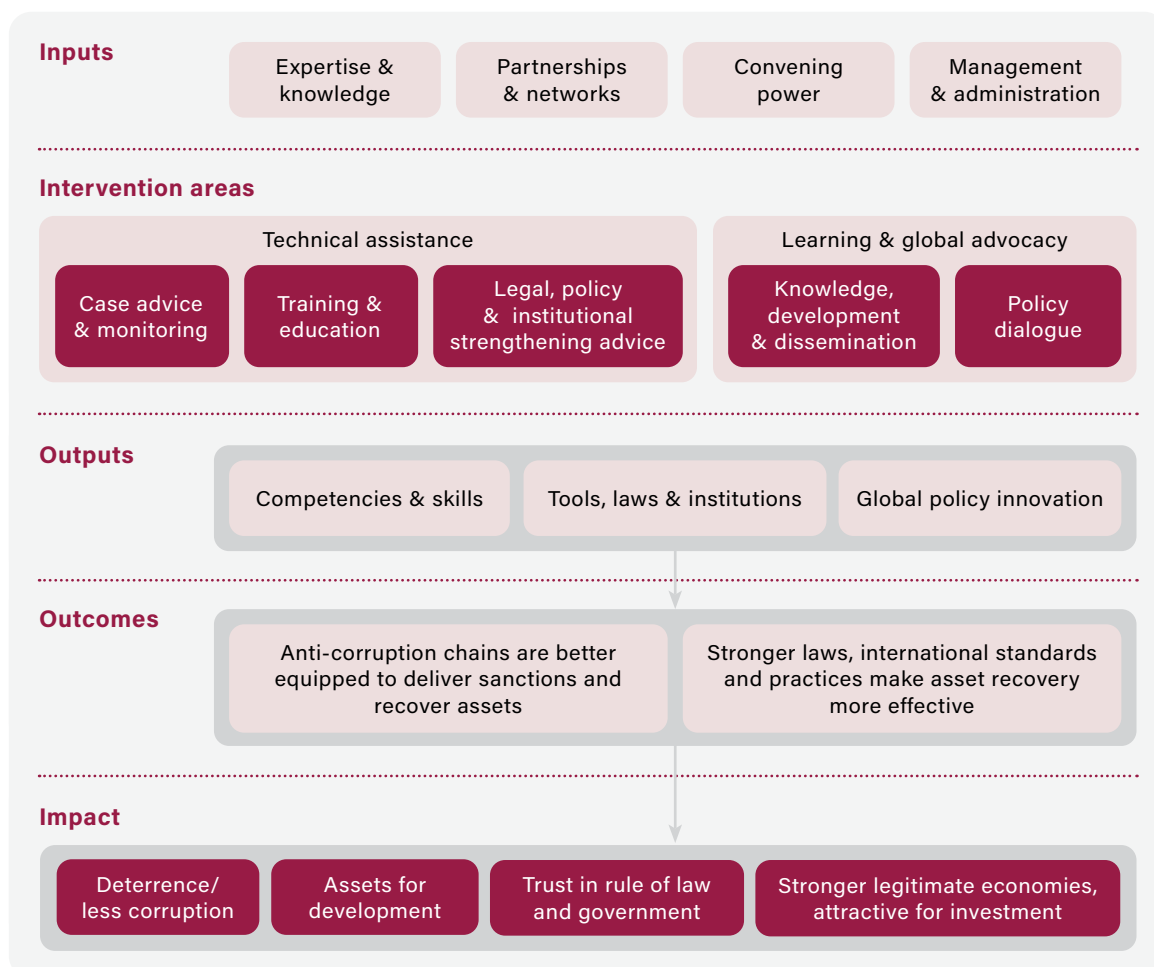 Inputs
Expertise &
knowledge
Partnerships
& networks
Convening
power
Management
& administration
Intervention areas
Technical assistance
Case advice
& monitoring
Training &
education
Legal, policy
& institutional
strengthening advice
Learning & global advocacy
Knowledge,
development
& dissemination
Policy
dialogue
Outputs
Competencies & skills
Tools, laws & institutions
Global policy innovation
Outcomes
Anti-corruption chains are better
equipped to deliver sanctions and
recover assets
Stronger laws, international standards
and practices make asset recovery
more effective
Impact
Deterrence/
less corruption
Assets for
development
Trust in rule of law
and government
Stronger legitimate economies,
attractive for investment